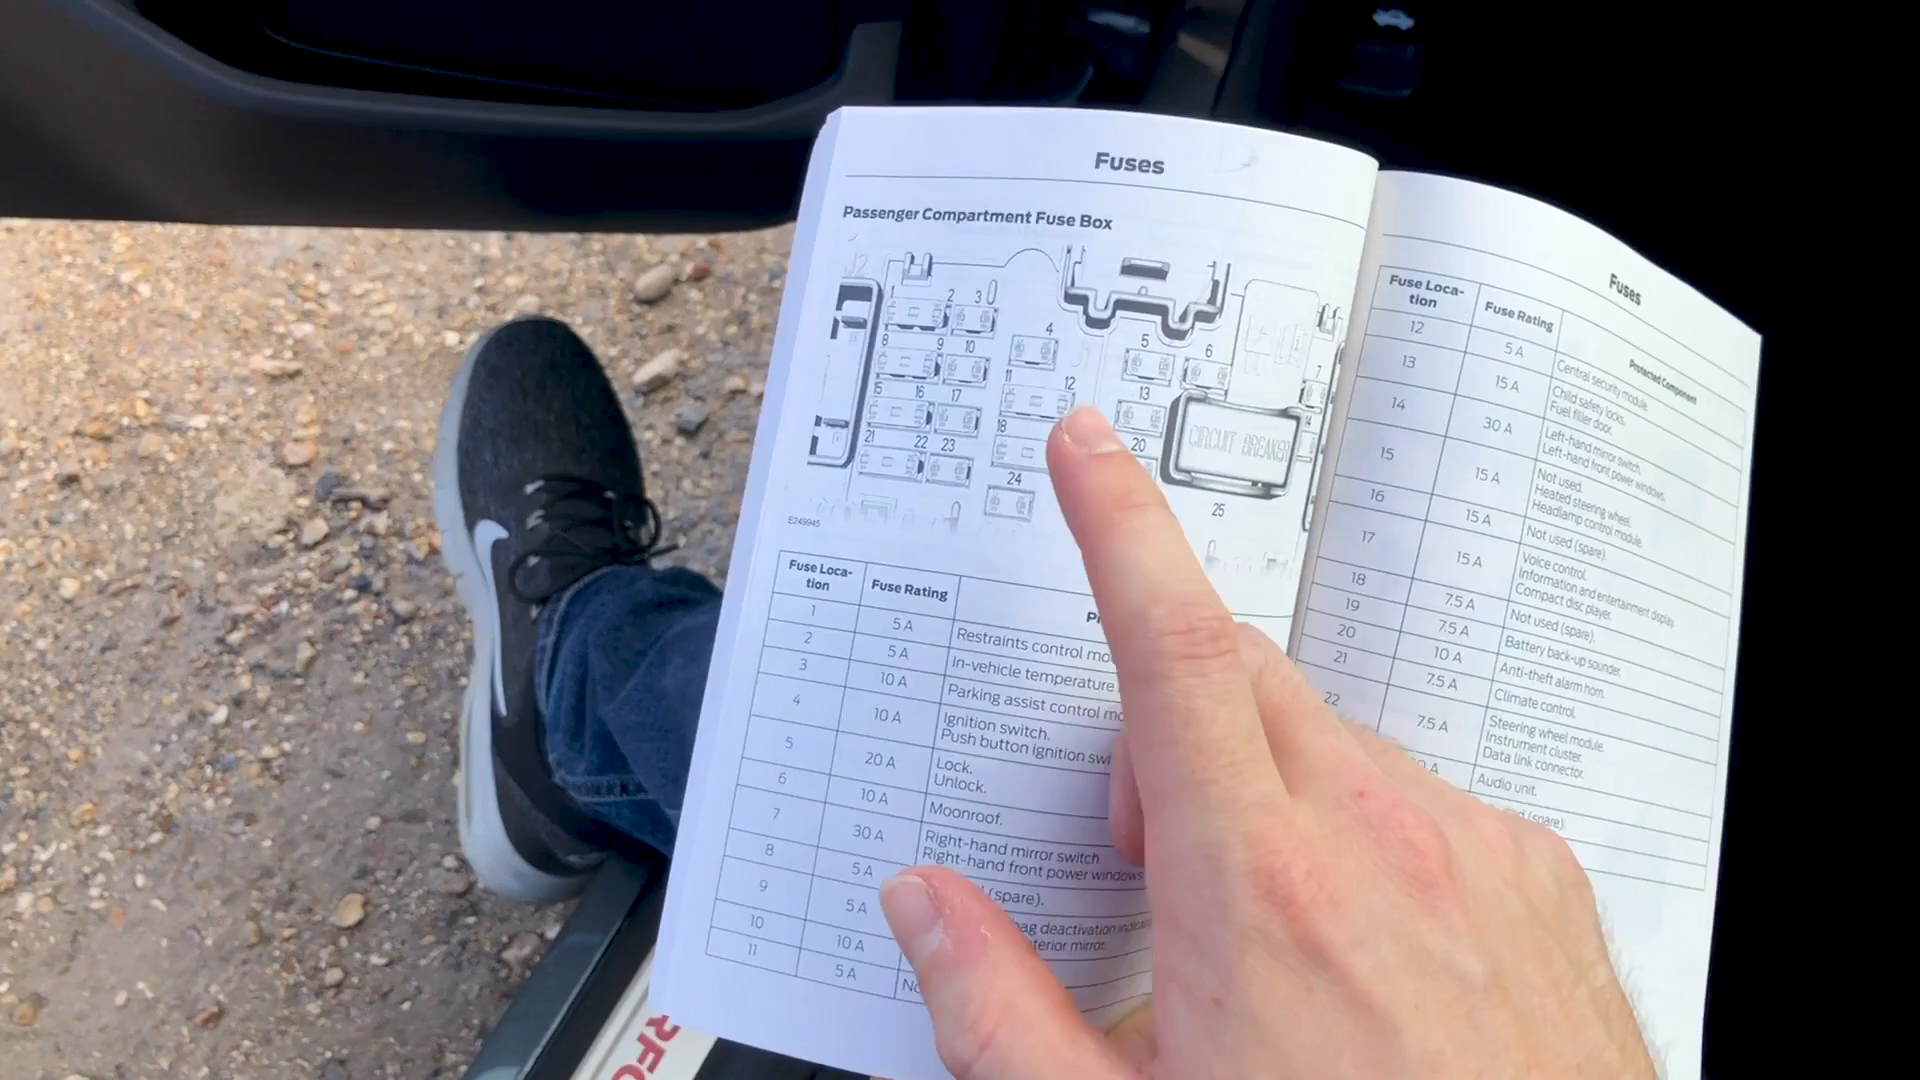 Fuses
Passenger Compartment Fuse Box
1 2 3
4
5
6
7
8 9 10
11 12
13
14
15 16 17
18
20
21 22 23
24
25
CIRCUIT BREAKER
E249945
Fuse Loca-
tion
Fuse Rating
1 5 A Restraints control
2 5 A In-vehicle temperature
3 10 A Parking assist control
4 10 A Ignition switch.
Push button ignition
5 20 A Lock.
Unlock.
6 10 A Moonroof.
7 30 A Right-hand mirror switch
Right-hand front power windows
8 5 A (spare).
9 5 A deactivation
mirror.
10 10 A
11 5 A
Fuses
Fuse Loca-
tion
Fuse Rating
Protected Component
12 5 A Central security module.
13 15 A Child safety locks.
Fuel filler door.
14 30 A Left-hand mirror switch.
Left-hand front power windows.
15 15 A Not used.
Heated steering wheel.
Headlamp control module.
16 15 A Not used (spare).
17 15 A Voice control.
Information and entertainment display.
Compact disc player.
18 7.5 A Not used (spare).
19 7.5 A Battery back-up sounder.
20 10 A Anti-theft alarm horn.
21 7.5 A Climate control.
22 7.5 A Steering wheel module.
Instrument cluster.
Data link connector.
Audio unit.
(spare).